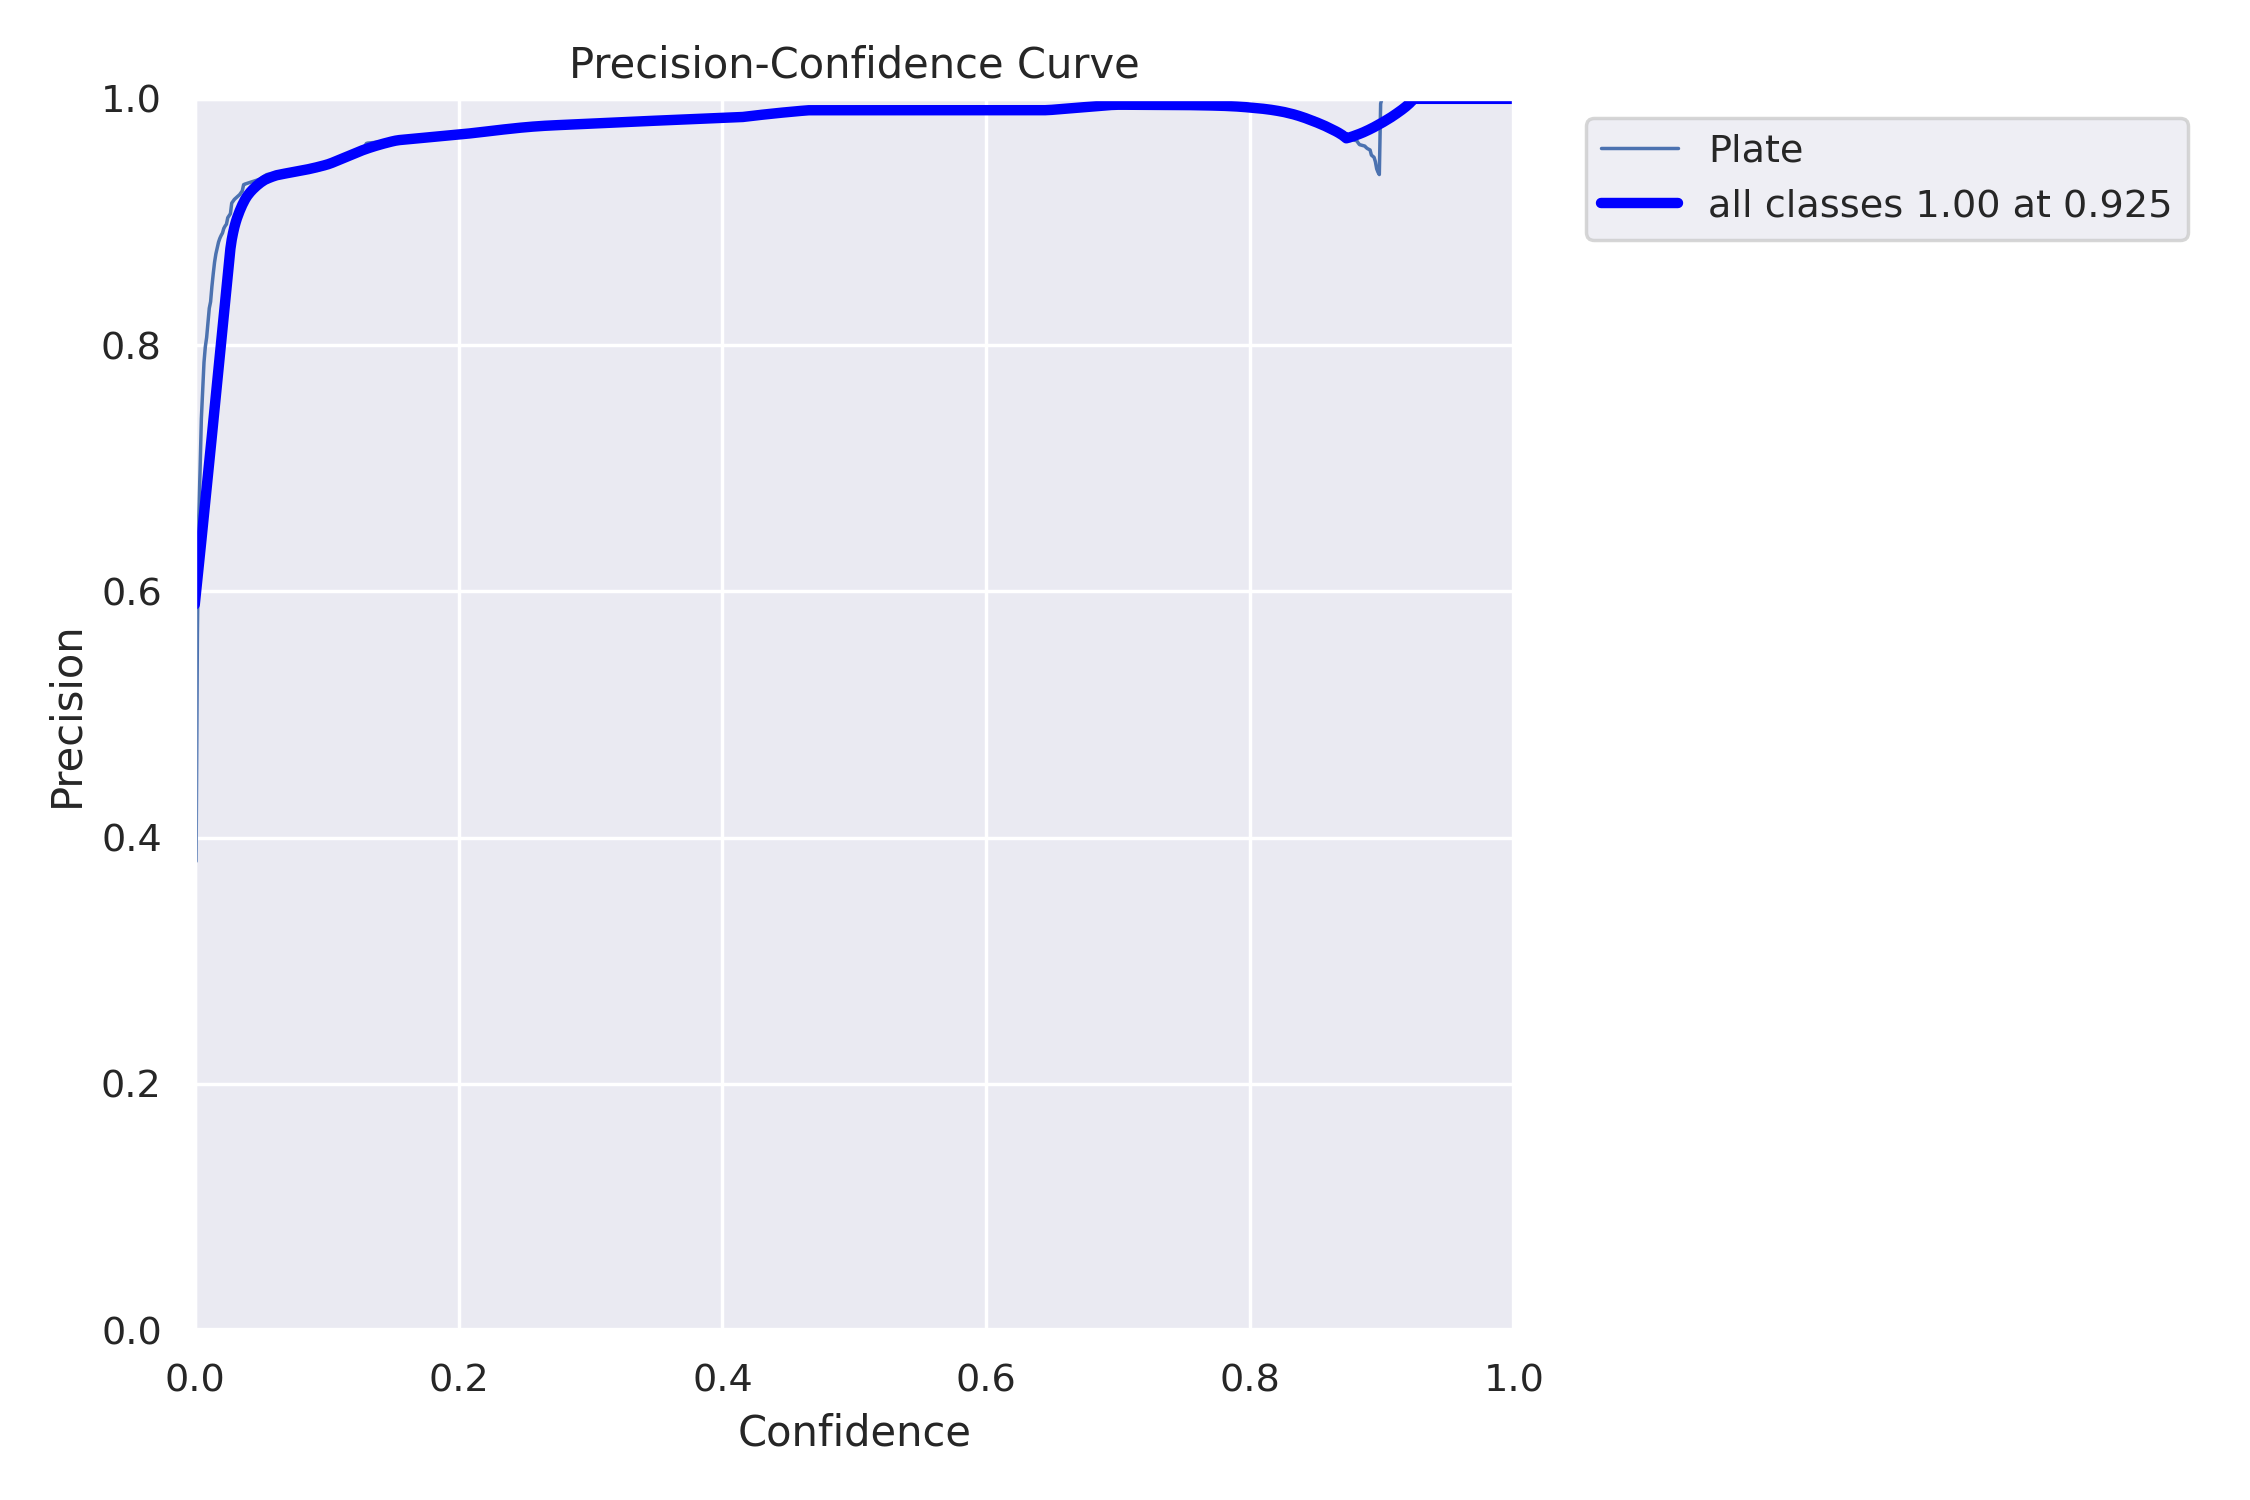 Precision-Confidence Curve
1.0
0.8
0.6
0.4
0.2
0.0
Precision
0.0 0.2 0.4 0.6 0.8 1.0
Confidence
Plate
all classes 1.00 at 0.925